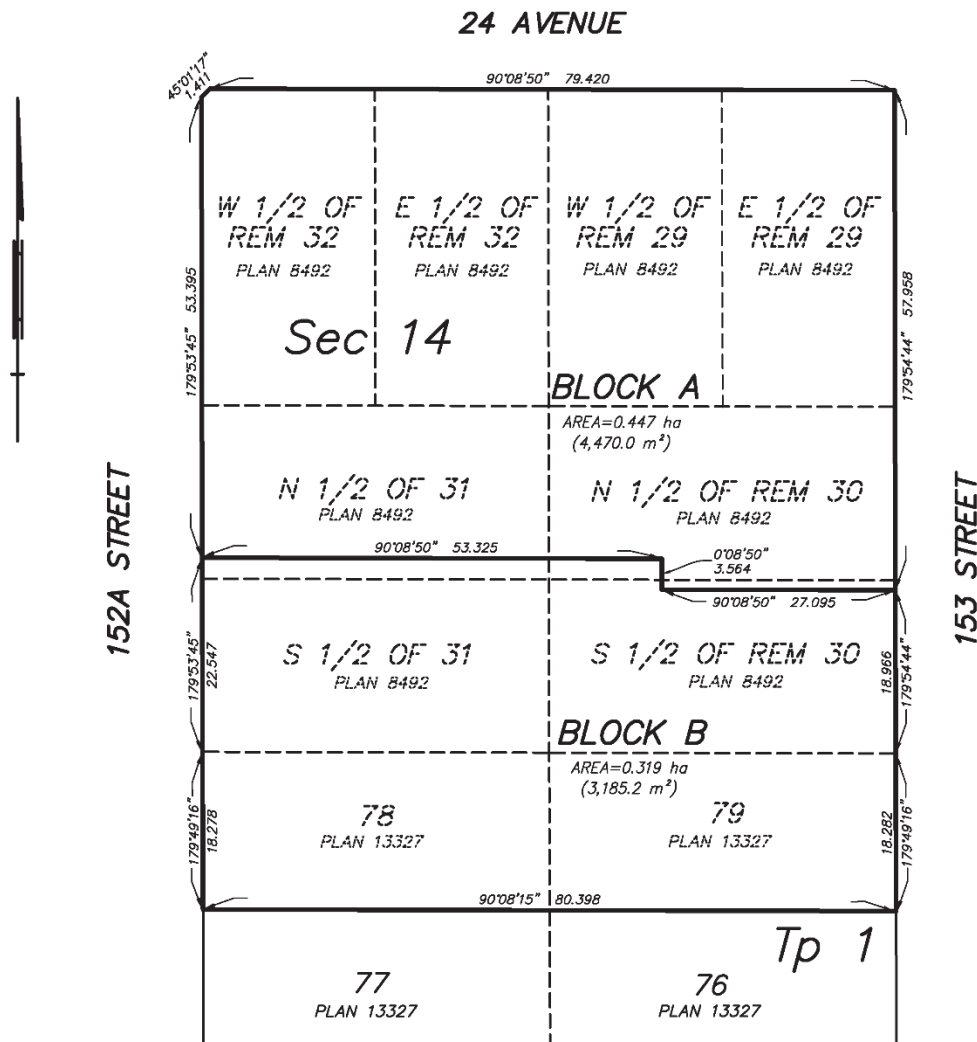 24 AVENUE
45°01'17"
1.411
90°08'50" 79.420
W 1/2 OF
REM 32
PLAN 8492
E 1/2 OF
REM 32
PLAN 8492
W 1/2 OF
REM 29
PLAN 8492
E 1/2 OF
REM 29
PLAN 8492
179°53'45" 53.395
179°54'44" 57.958
Sec 14
BLOCK A
AREA=0.447 ha
(4,470.0 m²)
152A STREET
153 STREET
N 1/2 OF 31
PLAN 8492
N 1/2 OF REM 30
PLAN 8492
90°08'50" 53.325
0°08'50"
3.564
90°08'50" 27.095
179°53'45"
22.547
S 1/2 OF 31
PLAN 8492
S 1/2 OF REM 30
PLAN 8492
18.966
179°54'44"
BLOCK B
AREA=0.319 ha
(3,185.2 m²)
179°49'16"
18.278
78
PLAN 13327
79
PLAN 13327
18.282
179°49'16"
90°08'15" 80.398
Tp 1
77
PLAN 13327
76
PLAN 13327